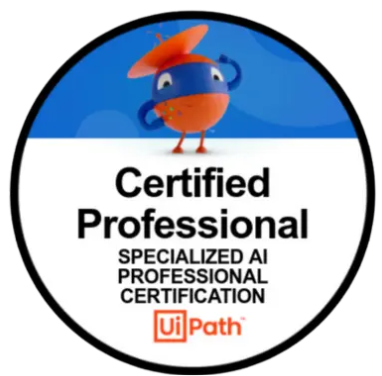 Certified
Professional
SPECIALIZED AI
PROFESSIONAL
CERTIFICATION
UiPath™